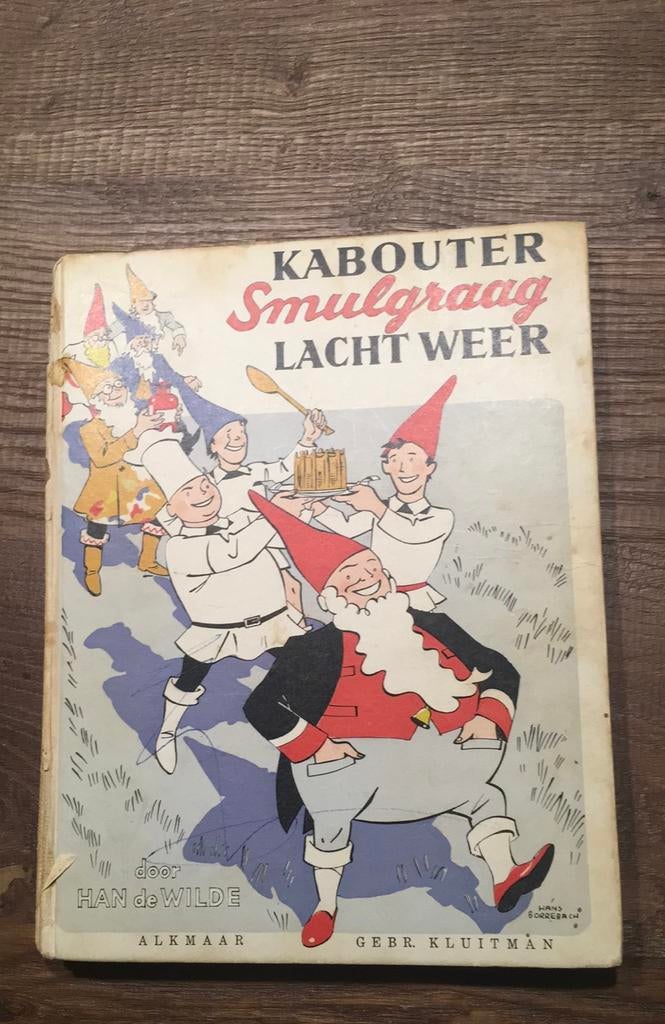 KABOUTER
Smulgraag
LACHT WEER
door
HAN de WILDE
HANS
BORREBACH
ALKMAAR GEBR. KLUITMAN